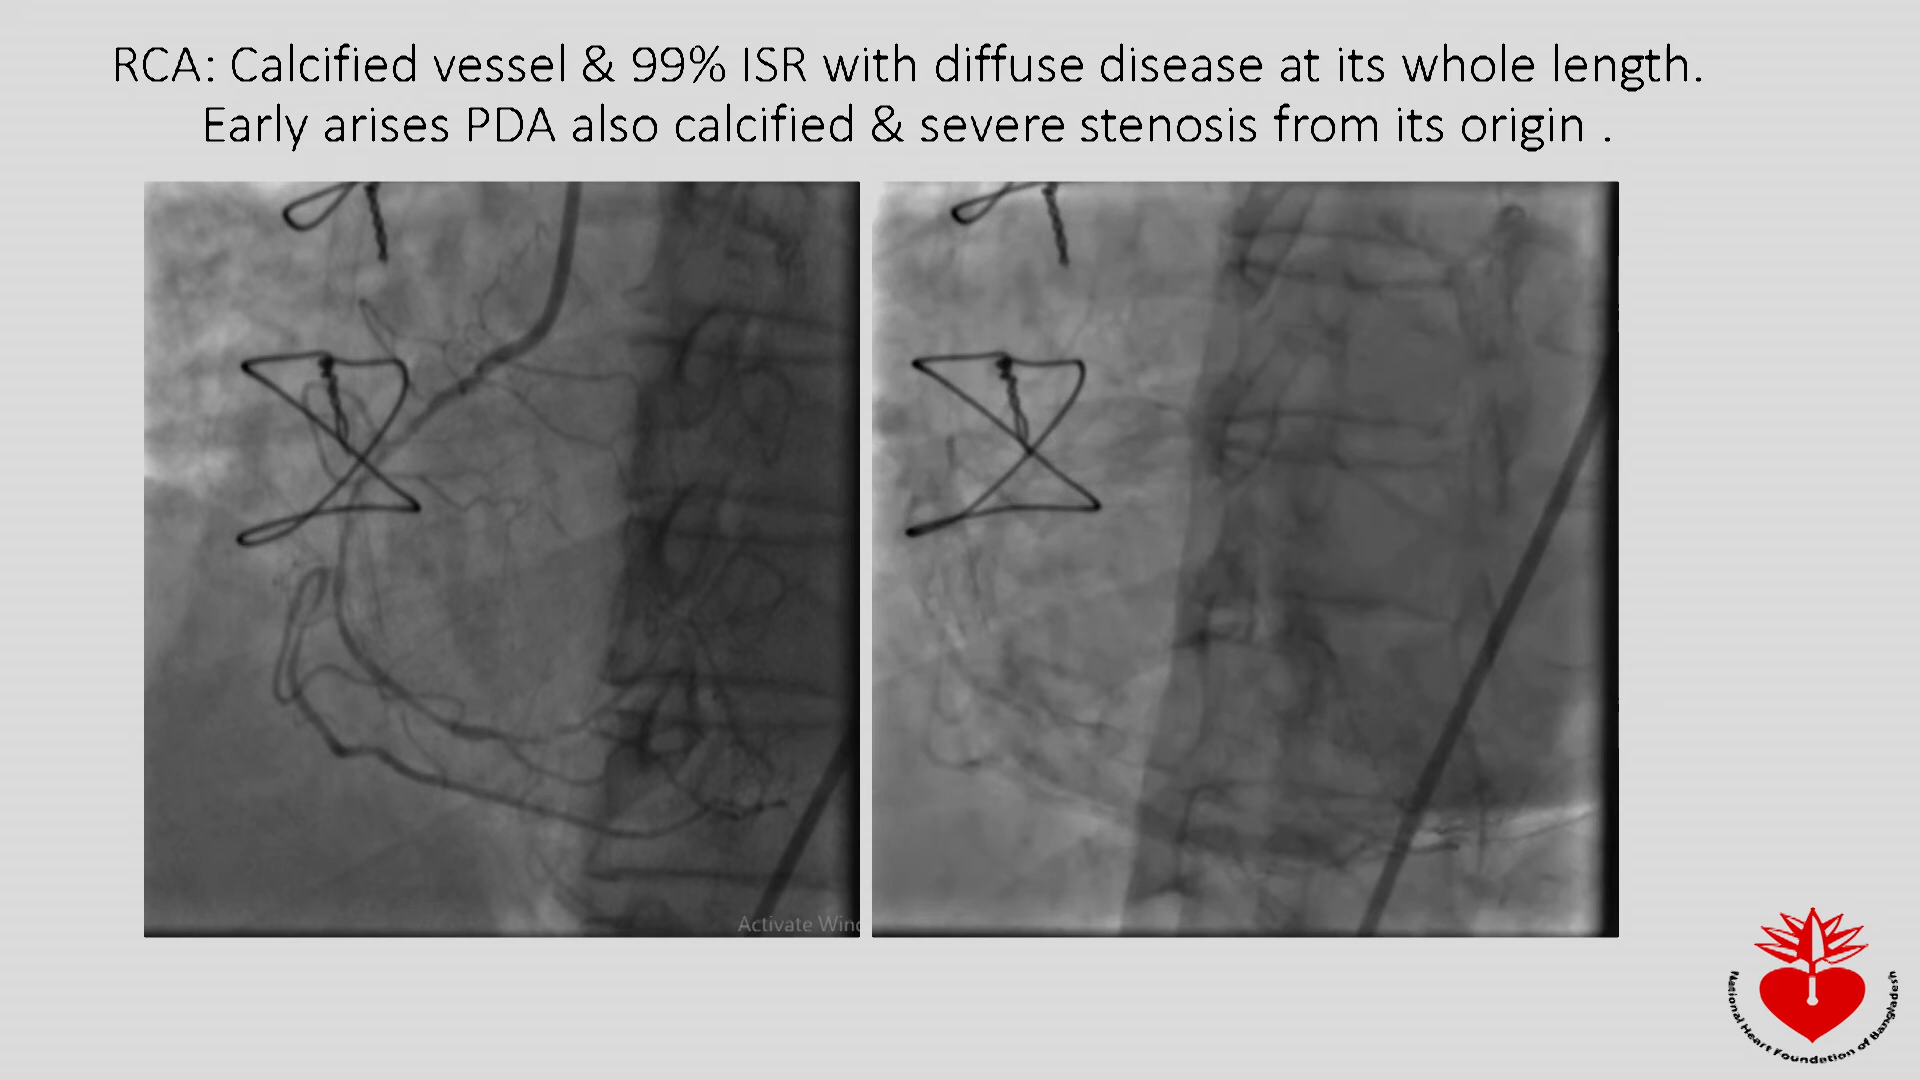 RCA: Calcified vessel & 99% ISR with diffuse disease at its whole length.
Early arises PDA also calcified & severe stenosis from its origin .
Activate Wind
National Heart Foundation of Bangladesh